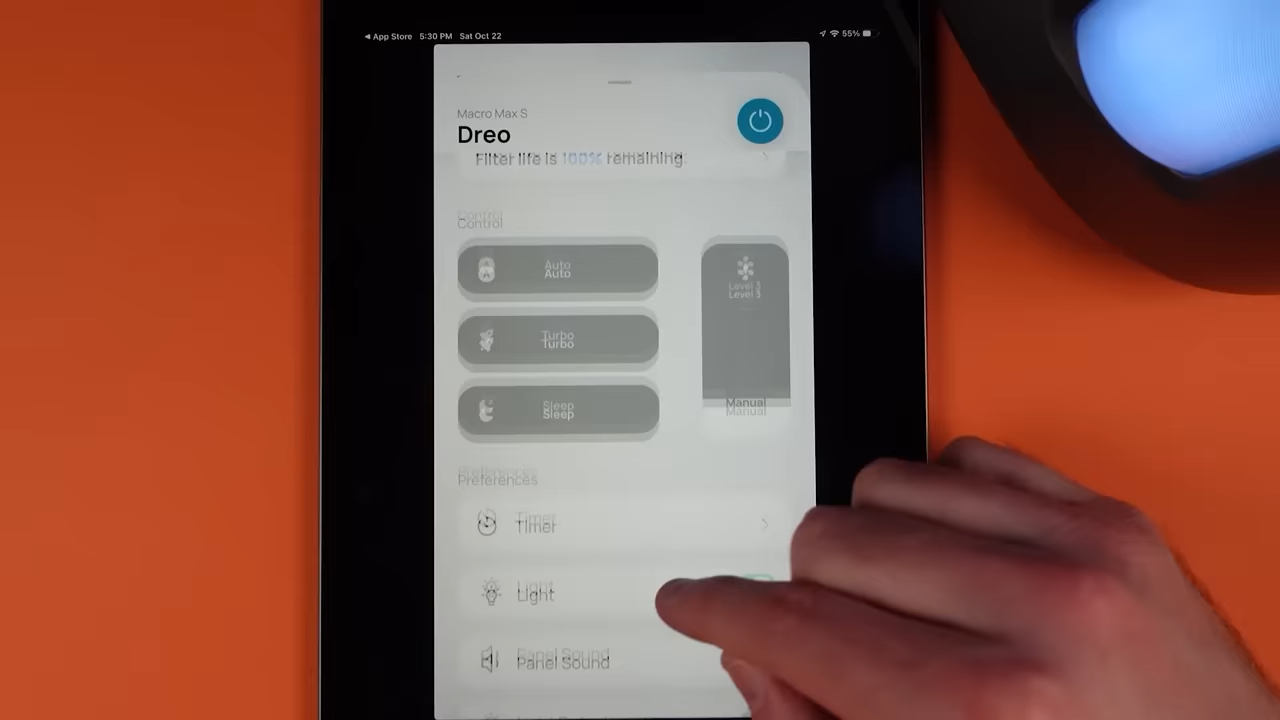 App Store 5:30 PM Sat Oct 22 55%
Macro Max S
Dreo
Filter life is 100% remaining
Control
Auto
Level 3
Turbo
Manual
Sleep
Preferences
Timer
Light
Panel Sound